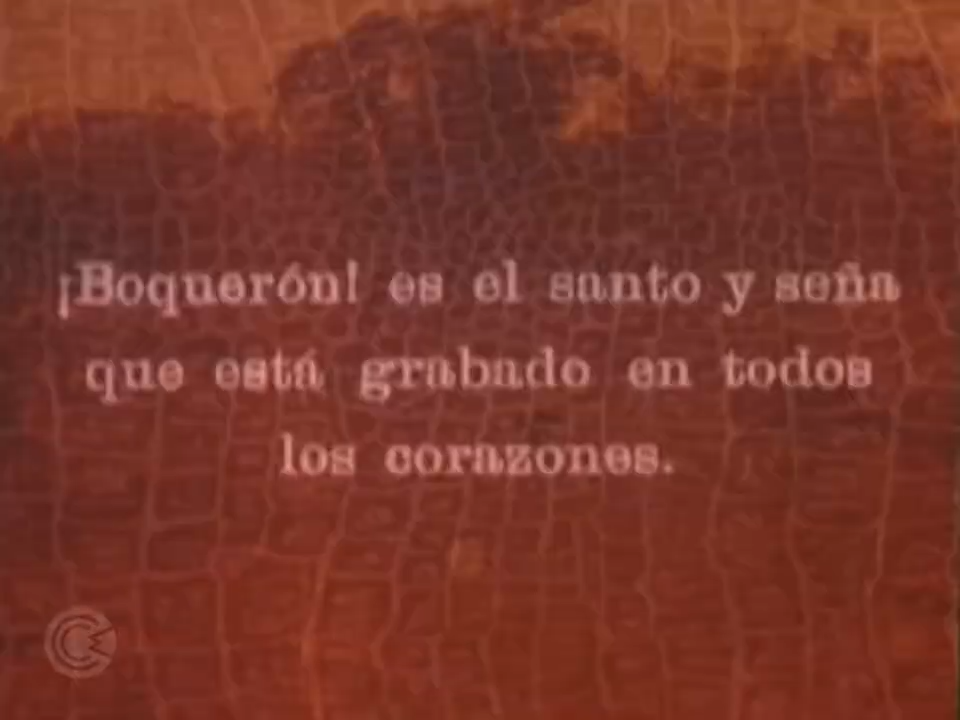 ¡Boquerón! es el santo y seña
que está grabado en todos
los corazones.